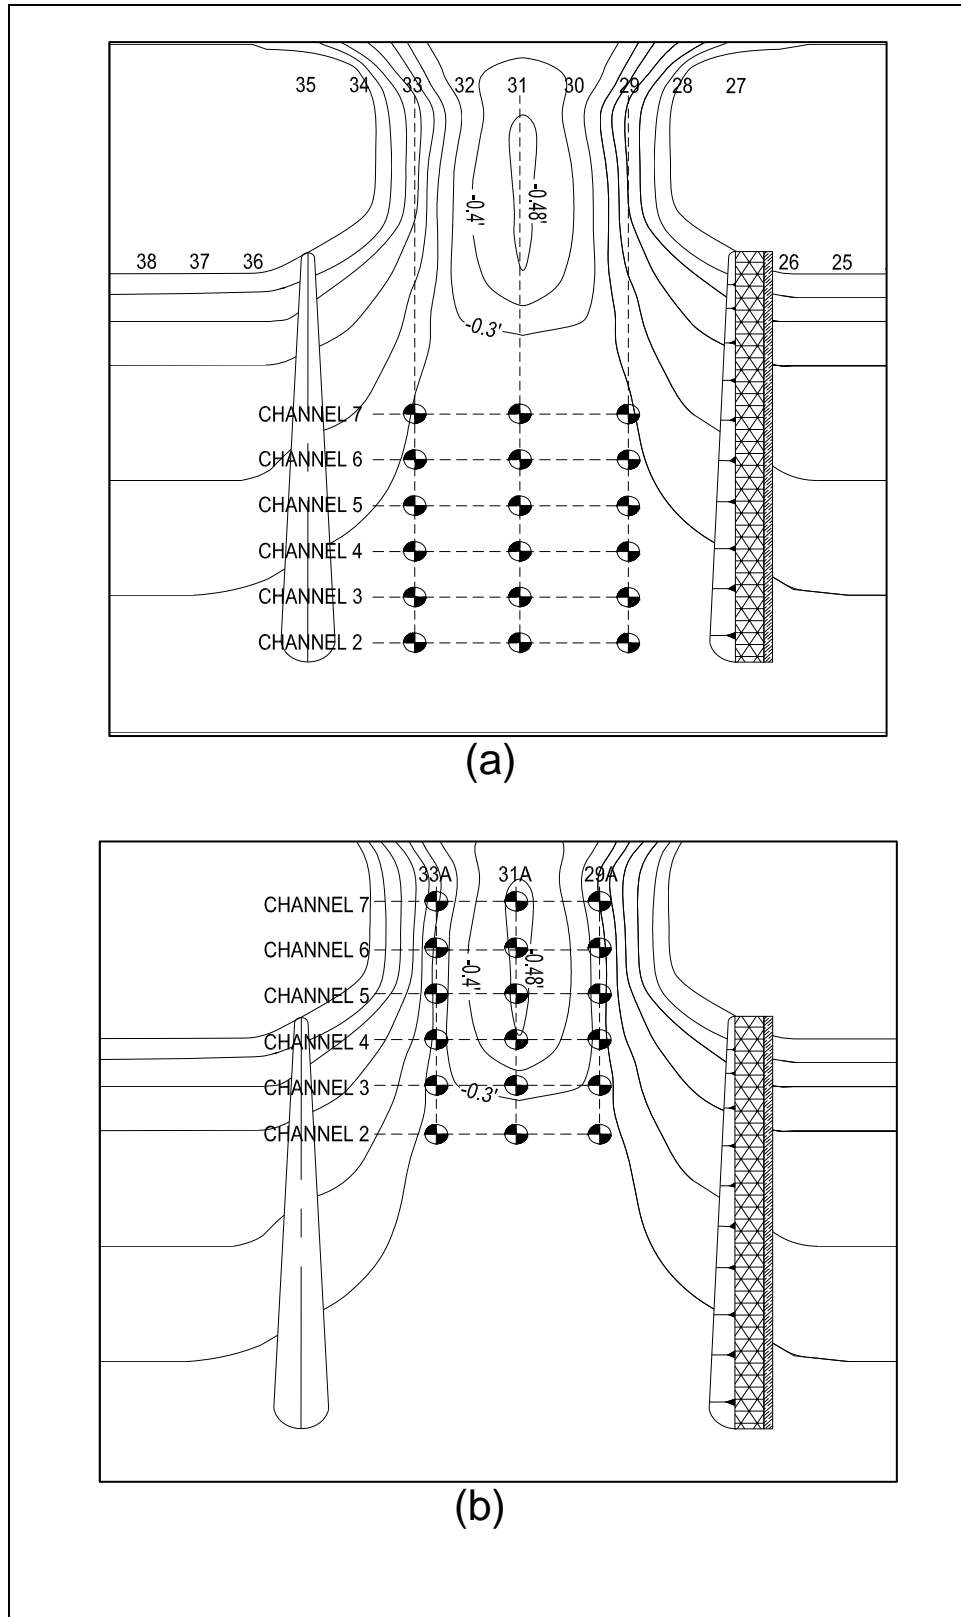 35 34 33 32 31 30 29 28 27
-0.4' -0.48'
38 37 36 26 25
-0.3'
CHANNEL 7
CHANNEL 6
CHANNEL 5
CHANNEL 4
CHANNEL 3
CHANNEL 2
(a)
33A 31A 29A
CHANNEL 7
CHANNEL 6
-0.4' -0.48'
CHANNEL 5
CHANNEL 4
CHANNEL 3
-0.3'
CHANNEL 2
(b)